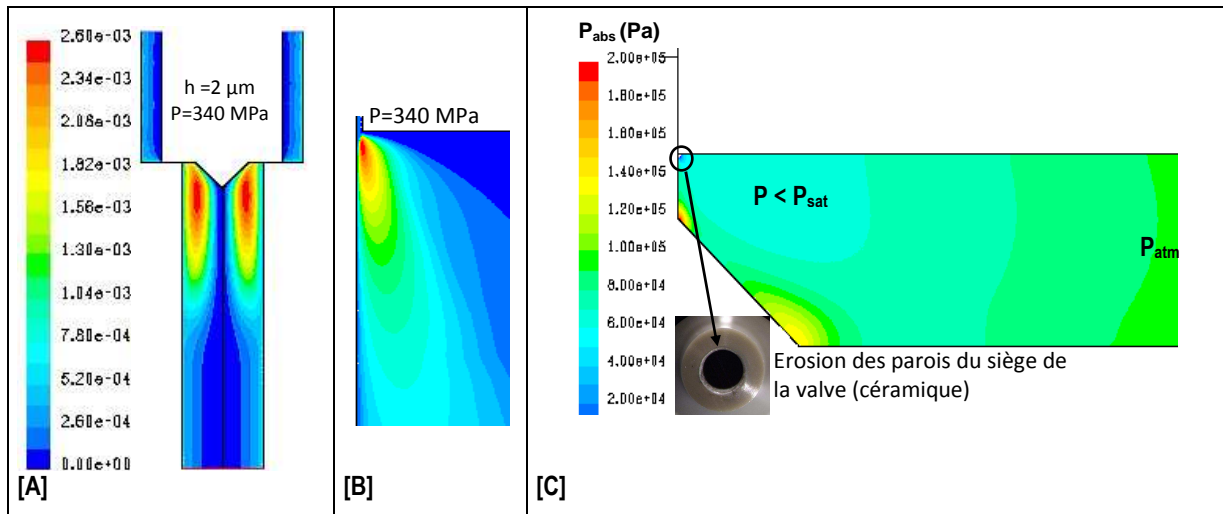 2.60e-03
2.34e-03
2.08e-03
1.82e-03
1.56e-03
1.30e-03
1.04e-03
7.80e-04
5.20e-04
2.60e-04
0.00e+00
h =2 µm
P=340 MPa
[A]
P=340 MPa
[B]
Pabs (Pa)
2.00e+05
1.80e+05
1.60e+05
1.40e+05
1.20e+05
1.00e+05
8.00e+04
6.00e+04
4.00e+04
2.00e+04
P < Psat
Patm
Erosion des parois du siège de
la valve (céramique)
[C]